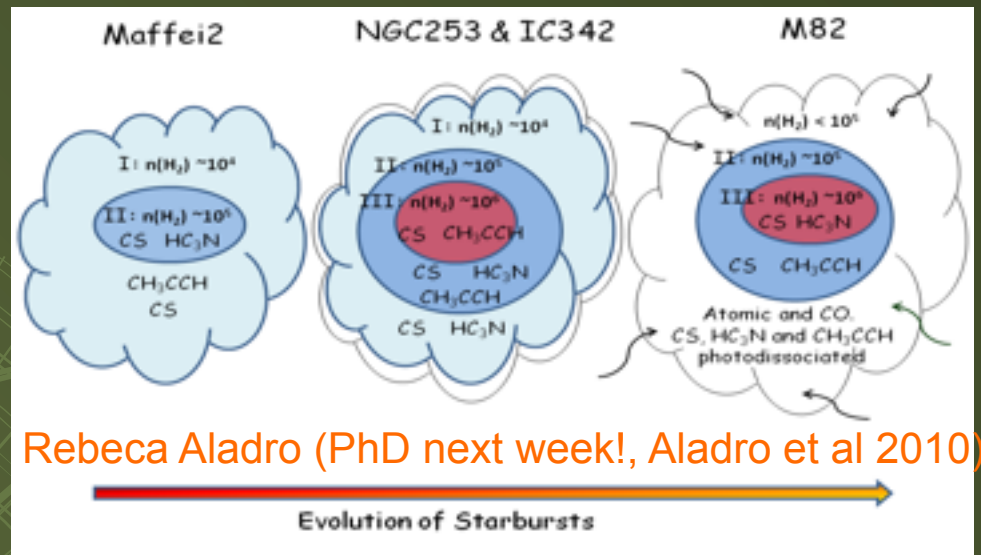 Maffei2
I: n(H₂) ~10⁴
II: n(H₂) ~10⁵
CS HC₃N
CH₃CCH
CS
NGC253 & IC342
I: n(H₂) ~10⁴
II: n(H₂) ~10⁵
III: n(H₂) ~10⁶
CS CH₃CCH
CS HC₃N
CH₃CCH
CS HC₃N
M82
n(H₂) < 10⁵
II: n(H₂) ~10⁵
III: n(H₂) ~10⁶
CS HC₃N
CS CH₃CCH
Atomic and CO.
CS, HC₃N and CH₃CCH
photodissociated
Rebeca Aladro (PhD next week!, Aladro et al 2010)
Evolution of Starbursts